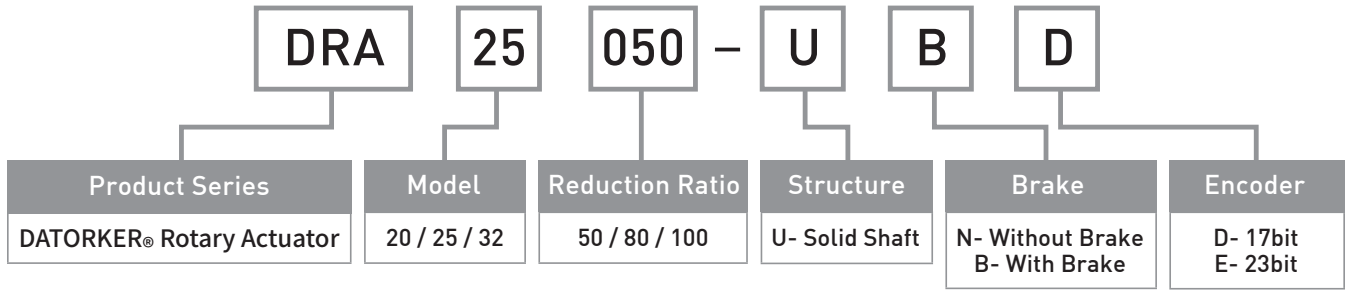 DRA 25 050 – U B D
Product Series Model Reduction Ratio Structure Brake Encoder
DATORKER® Rotary Actuator 20 / 25 / 32 50 / 80 / 100 U- Solid Shaft N- Without Brake D- 17bit
B- With Brake E- 23bit